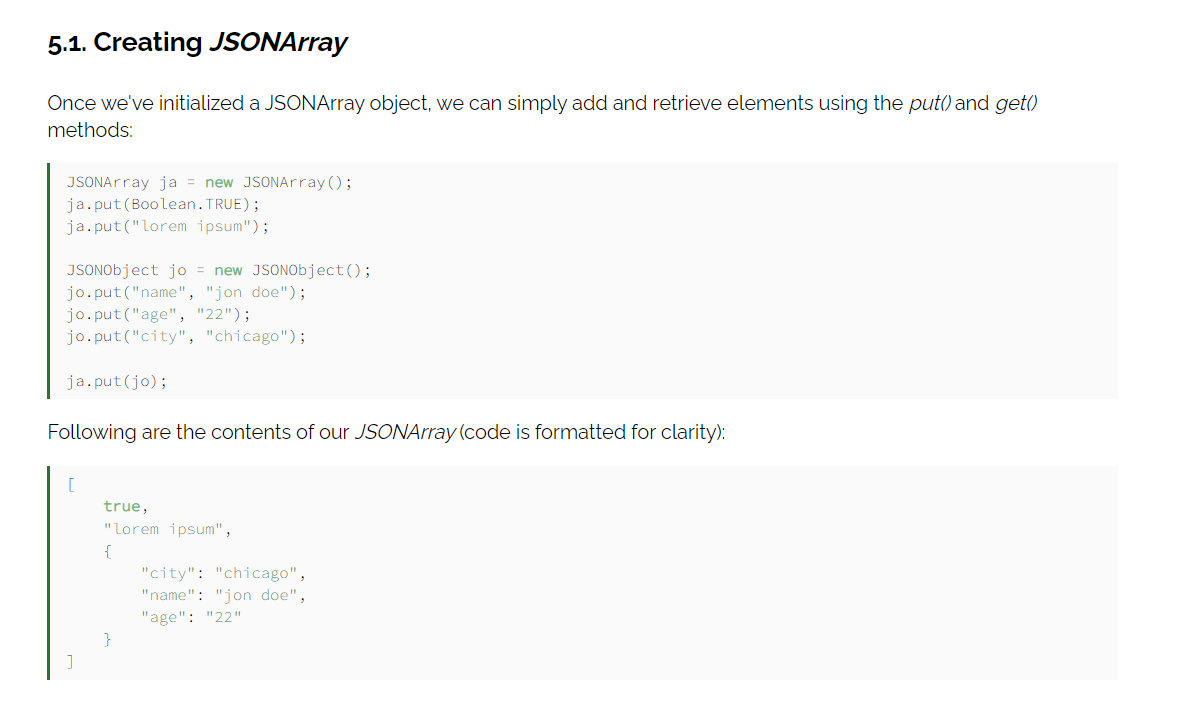 5.1. Creating JSONArray
Once we've initialized a JSONArray object, we can simply add and retrieve elements using the put() and get()
methods:
JSONArray ja = new JSONArray();
ja.put(Boolean.TRUE);
ja.put("lorem ipsum");
JSONObject jo = new JSONObject();
jo.put("name", "jon doe");
jo.put("age", "22");
jo.put("city", "chicago");
ja.put(jo);
Following are the contents of our JSONArray (code is formatted for clarity):
[
    true,
    "lorem ipsum",
    {
        "city": "chicago",
        "name": "jon doe",
        "age": "22"
    }
]